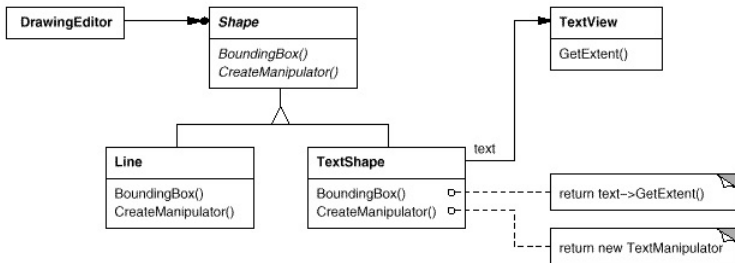 DrawingEditor
Shape
BoundingBox()
CreateManipulator()
TextView
GetExtent()
text
Line
BoundingBox()
CreateManipulator()
TextShape
BoundingBox()
CreateManipulator()
return text->GetExtent()
return new TextManipulator